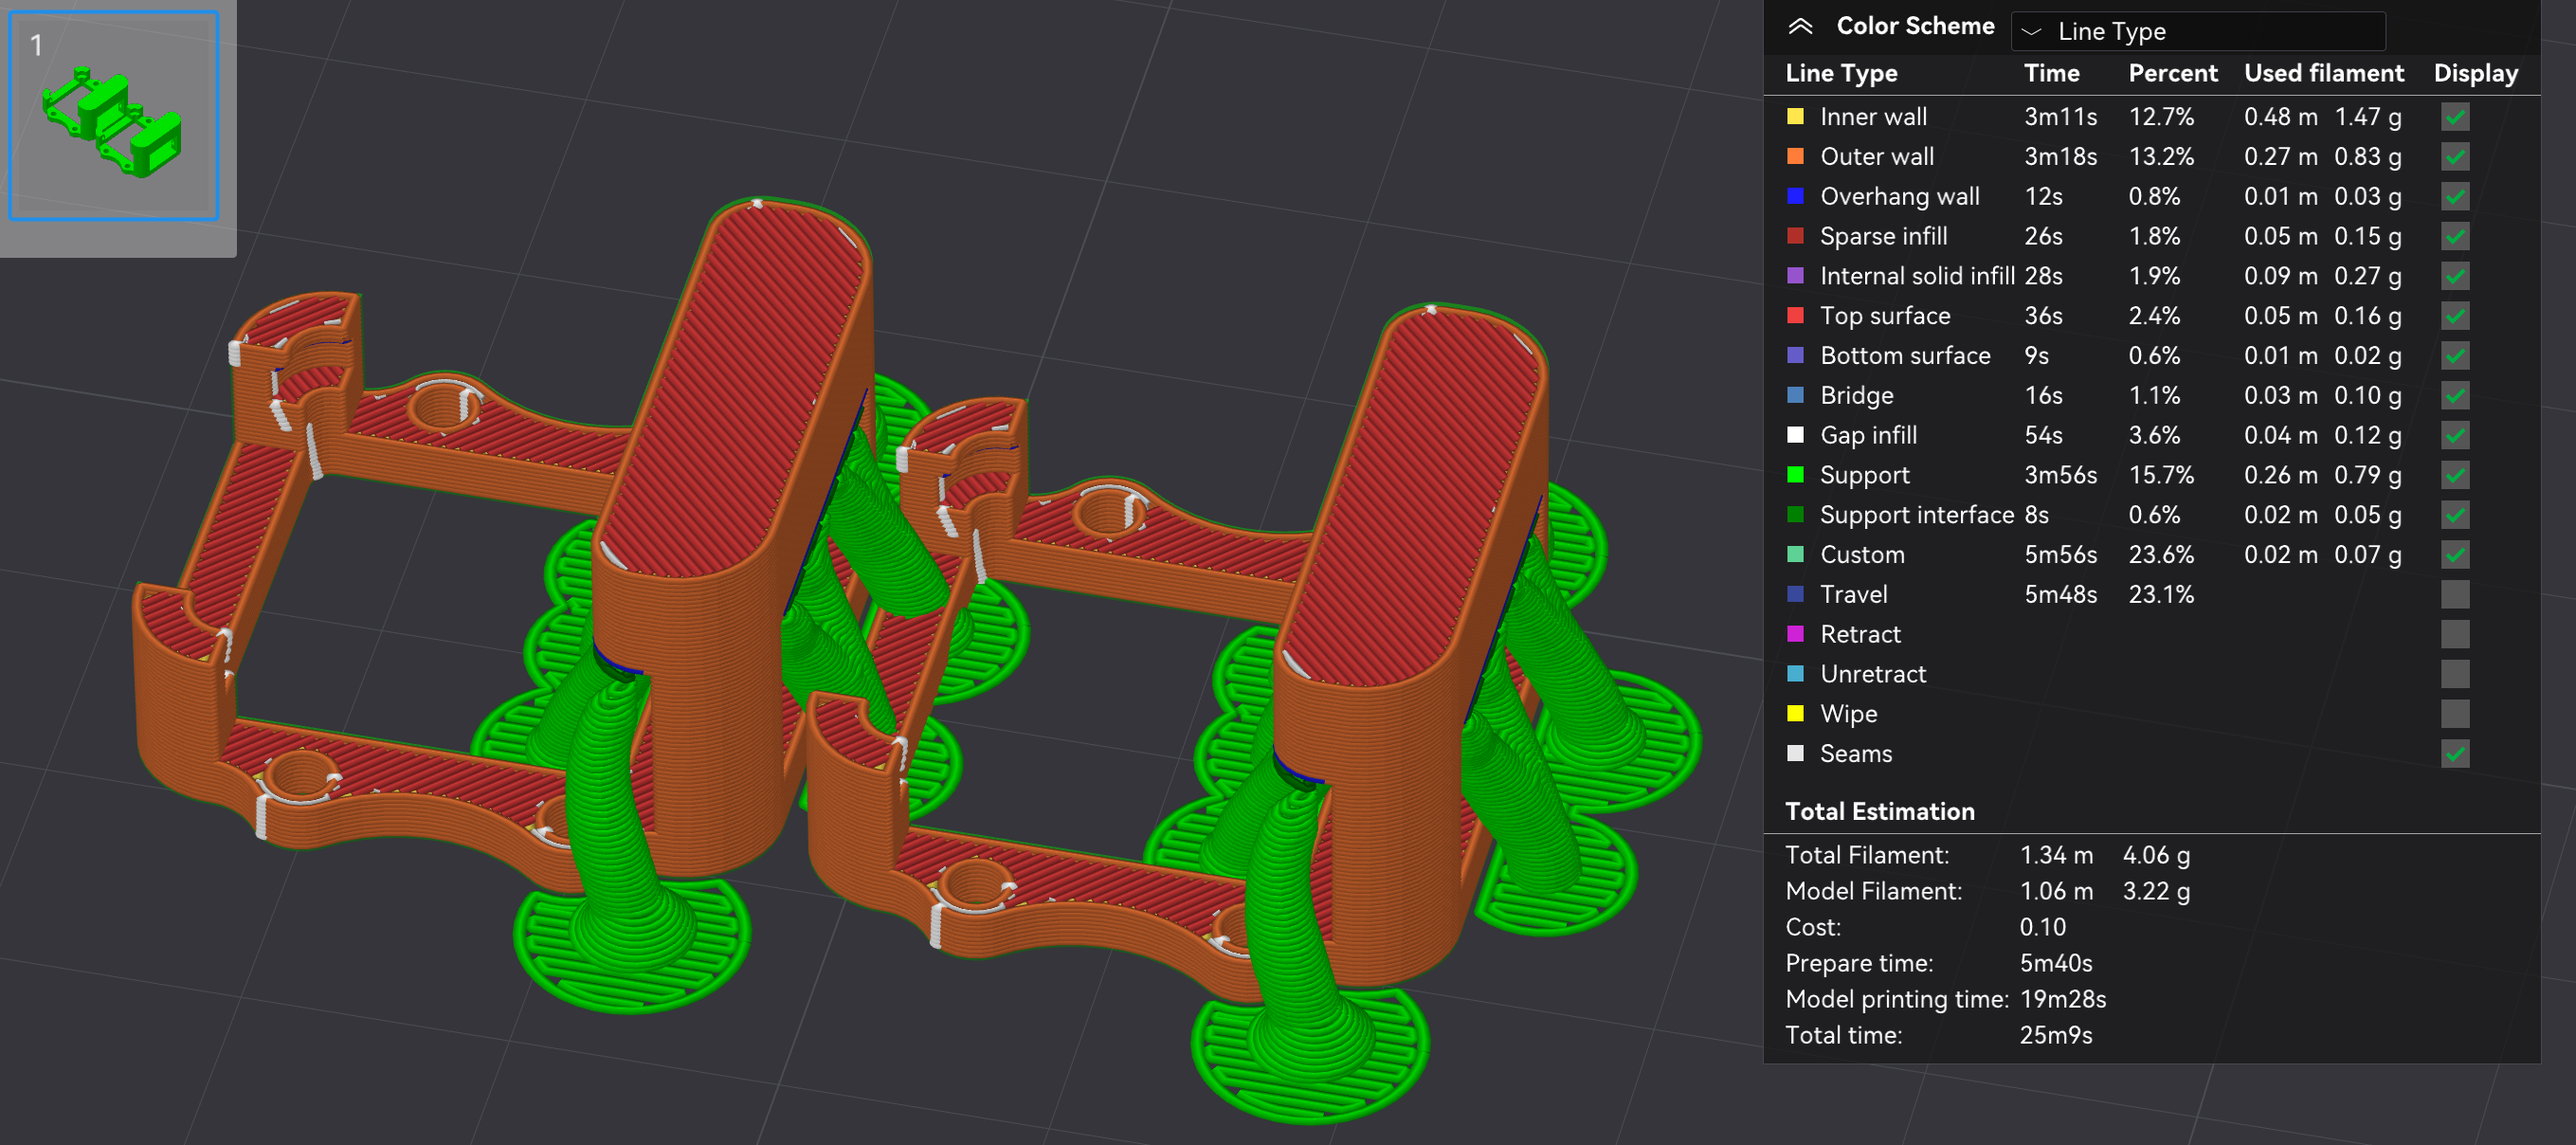 1
Color Scheme Line Type
Line Type Time Percent Used filament Display
Inner wall 3m11s 12.7% 0.48 m 1.47 g
Outer wall 3m18s 13.2% 0.27 m 0.83 g
Overhang wall 12s 0.8% 0.01 m 0.03 g
Sparse infill 26s 1.8% 0.05 m 0.15 g
Internal solid infill 28s 1.9% 0.09 m 0.27 g
Top surface 36s 2.4% 0.05 m 0.16 g
Bottom surface 9s 0.6% 0.01 m 0.02 g
Bridge 16s 1.1% 0.03 m 0.10 g
Gap infill 54s 3.6% 0.04 m 0.12 g
Support 3m56s 15.7% 0.26 m 0.79 g
Support interface 8s 0.6% 0.02 m 0.05 g
Custom 5m56s 23.6% 0.02 m 0.07 g
Travel 5m48s 23.1%
Retract
Unretract
Wipe
Seams
Total Estimation
Total Filament: 1.34 m 4.06 g
Model Filament: 1.06 m 3.22 g
Cost: 0.10
Prepare time: 5m40s
Model printing time: 19m28s
Total time: 25m9s